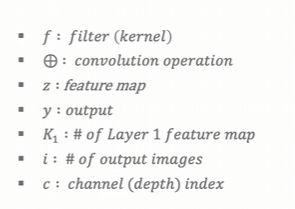 ▪ f : filter (kernel)
▪ ⊕ : convolution operation
▪ z : feature map
▪ y : output
▪ K₁ : # of Layer 1 feature map
▪ i : # of output images
▪ c : channel (depth) index